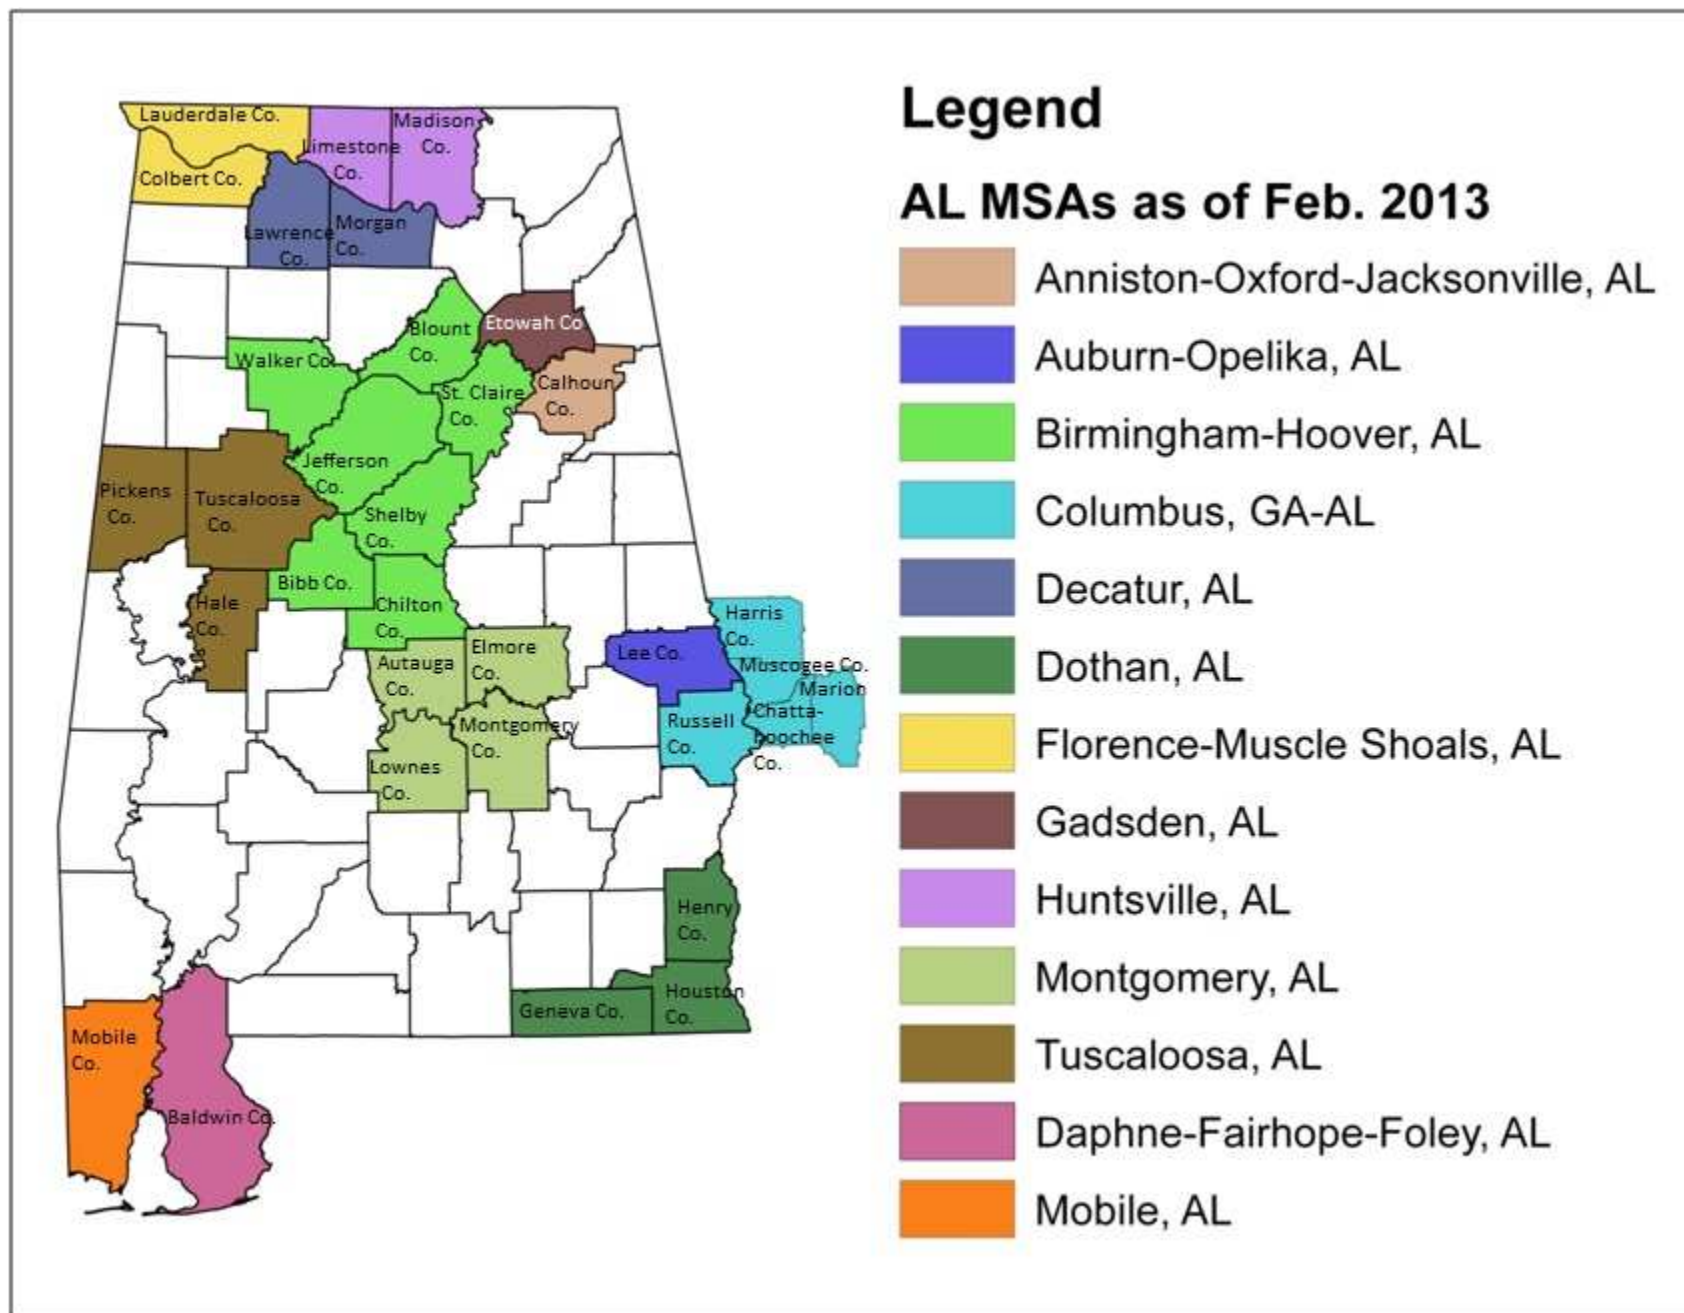 Legend
AL MSAs as of Feb. 2013
Anniston-Oxford-Jacksonville, AL
Auburn-Opelika, AL
Birmingham-Hoover, AL
Columbus, GA-AL
Decatur, AL
Dothan, AL
Florence-Muscle Shoals, AL
Gadsden, AL
Huntsville, AL
Montgomery, AL
Tuscaloosa, AL
Daphne-Fairhope-Foley, AL
Mobile, AL
Lauderdale Co.
Colbert Co.
Limestone
Co.
Madison
Co.
Lawrence
Co.
Morgan
Co.
Blount
Co.
Etowah Co
Walker Co.
St. Claire
Co.
Calhoun
Co.
Jefferson
Co.
Pickens
Co.
Tuscaloosa
Co.
Shelby
Co.
Bibb Co.
Chilton
Co.
Hale
Co.
Autauga
Co.
Elmore
Co.
Lee Co.
Harris
Co.
Muscogee Co.
Marion
Chatta-
hoochee
Co.
Russell
Co.
Montgomery
Co.
Lownes
Co.
Henry
Co.
Houston
Co.
Geneva Co.
Mobile
Co.
Baldwin Co.